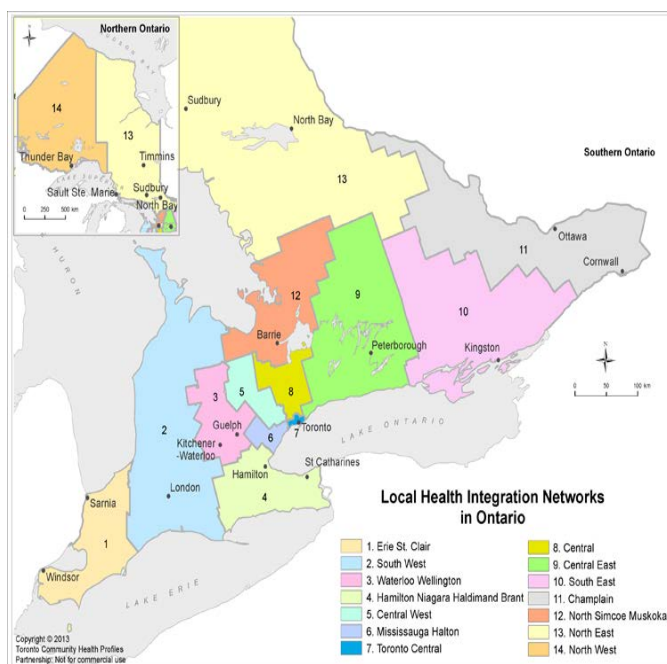 Northern Ontario
N
HUDSON BAY
14
13
Thunder Bay
Timmins
LAKE SUPERIOR
Sault Ste. Marie
Sudbury
North Bay
0 250 500 km
Sudbury
North Bay
Southern Ontario
13
Ottawa
11
Cornwall
HURON
12
9
10
Barrie
Peterborough
Kingston
N
0 50 100 km
8
3
5
2
Guelph
7
Toronto
LAKE ONTARIO
6
Kitchener
-Waterloo
St Catharines
Hamilton
London
4
Sarnia
1
Windsor
LAKE ERIE
Local Health Integration Networks
in Ontario
1. Erie St. Clair
2. South West
3. Waterloo Wellington
4. Hamilton Niagara Haldimand Brant
5. Central West
6. Mississauga Halton
7. Toronto Central
8. Central
9. Central East
10. South East
11. Champlain
12. North Simcoe Muskoka
13. North East
14. North West
Copyright © 2013
Toronto Community Health Profiles
Partnership; Not for commercial use